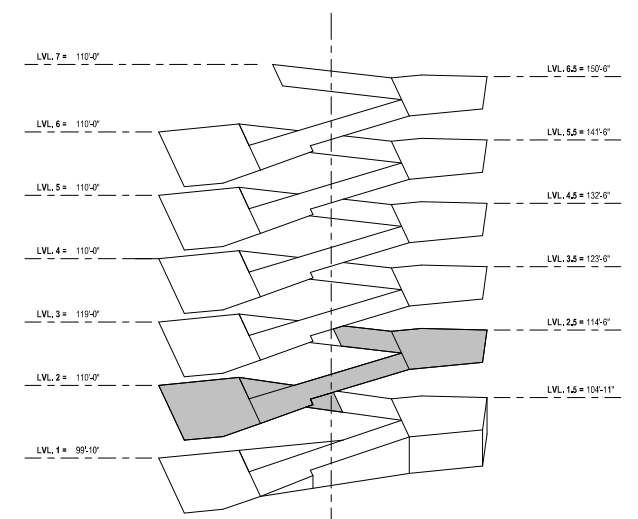 LVL. 7 = 110'-0"
LVL. 6.5 = 150'-6"
LVL. 6 = 110'-0"
LVL. 5.5 = 141'-6"
LVL. 5 = 110'-0"
LVL. 4.5 = 132'-6"
LVL. 4 = 110'-0"
LVL. 3.5 = 123'-6"
LVL. 3 = 119'-0"
LVL. 2.5 = 114'-6"
LVL. 2 = 110'-0"
LVL. 1.5 = 104'-11"
LVL. 1 = 99'-10"